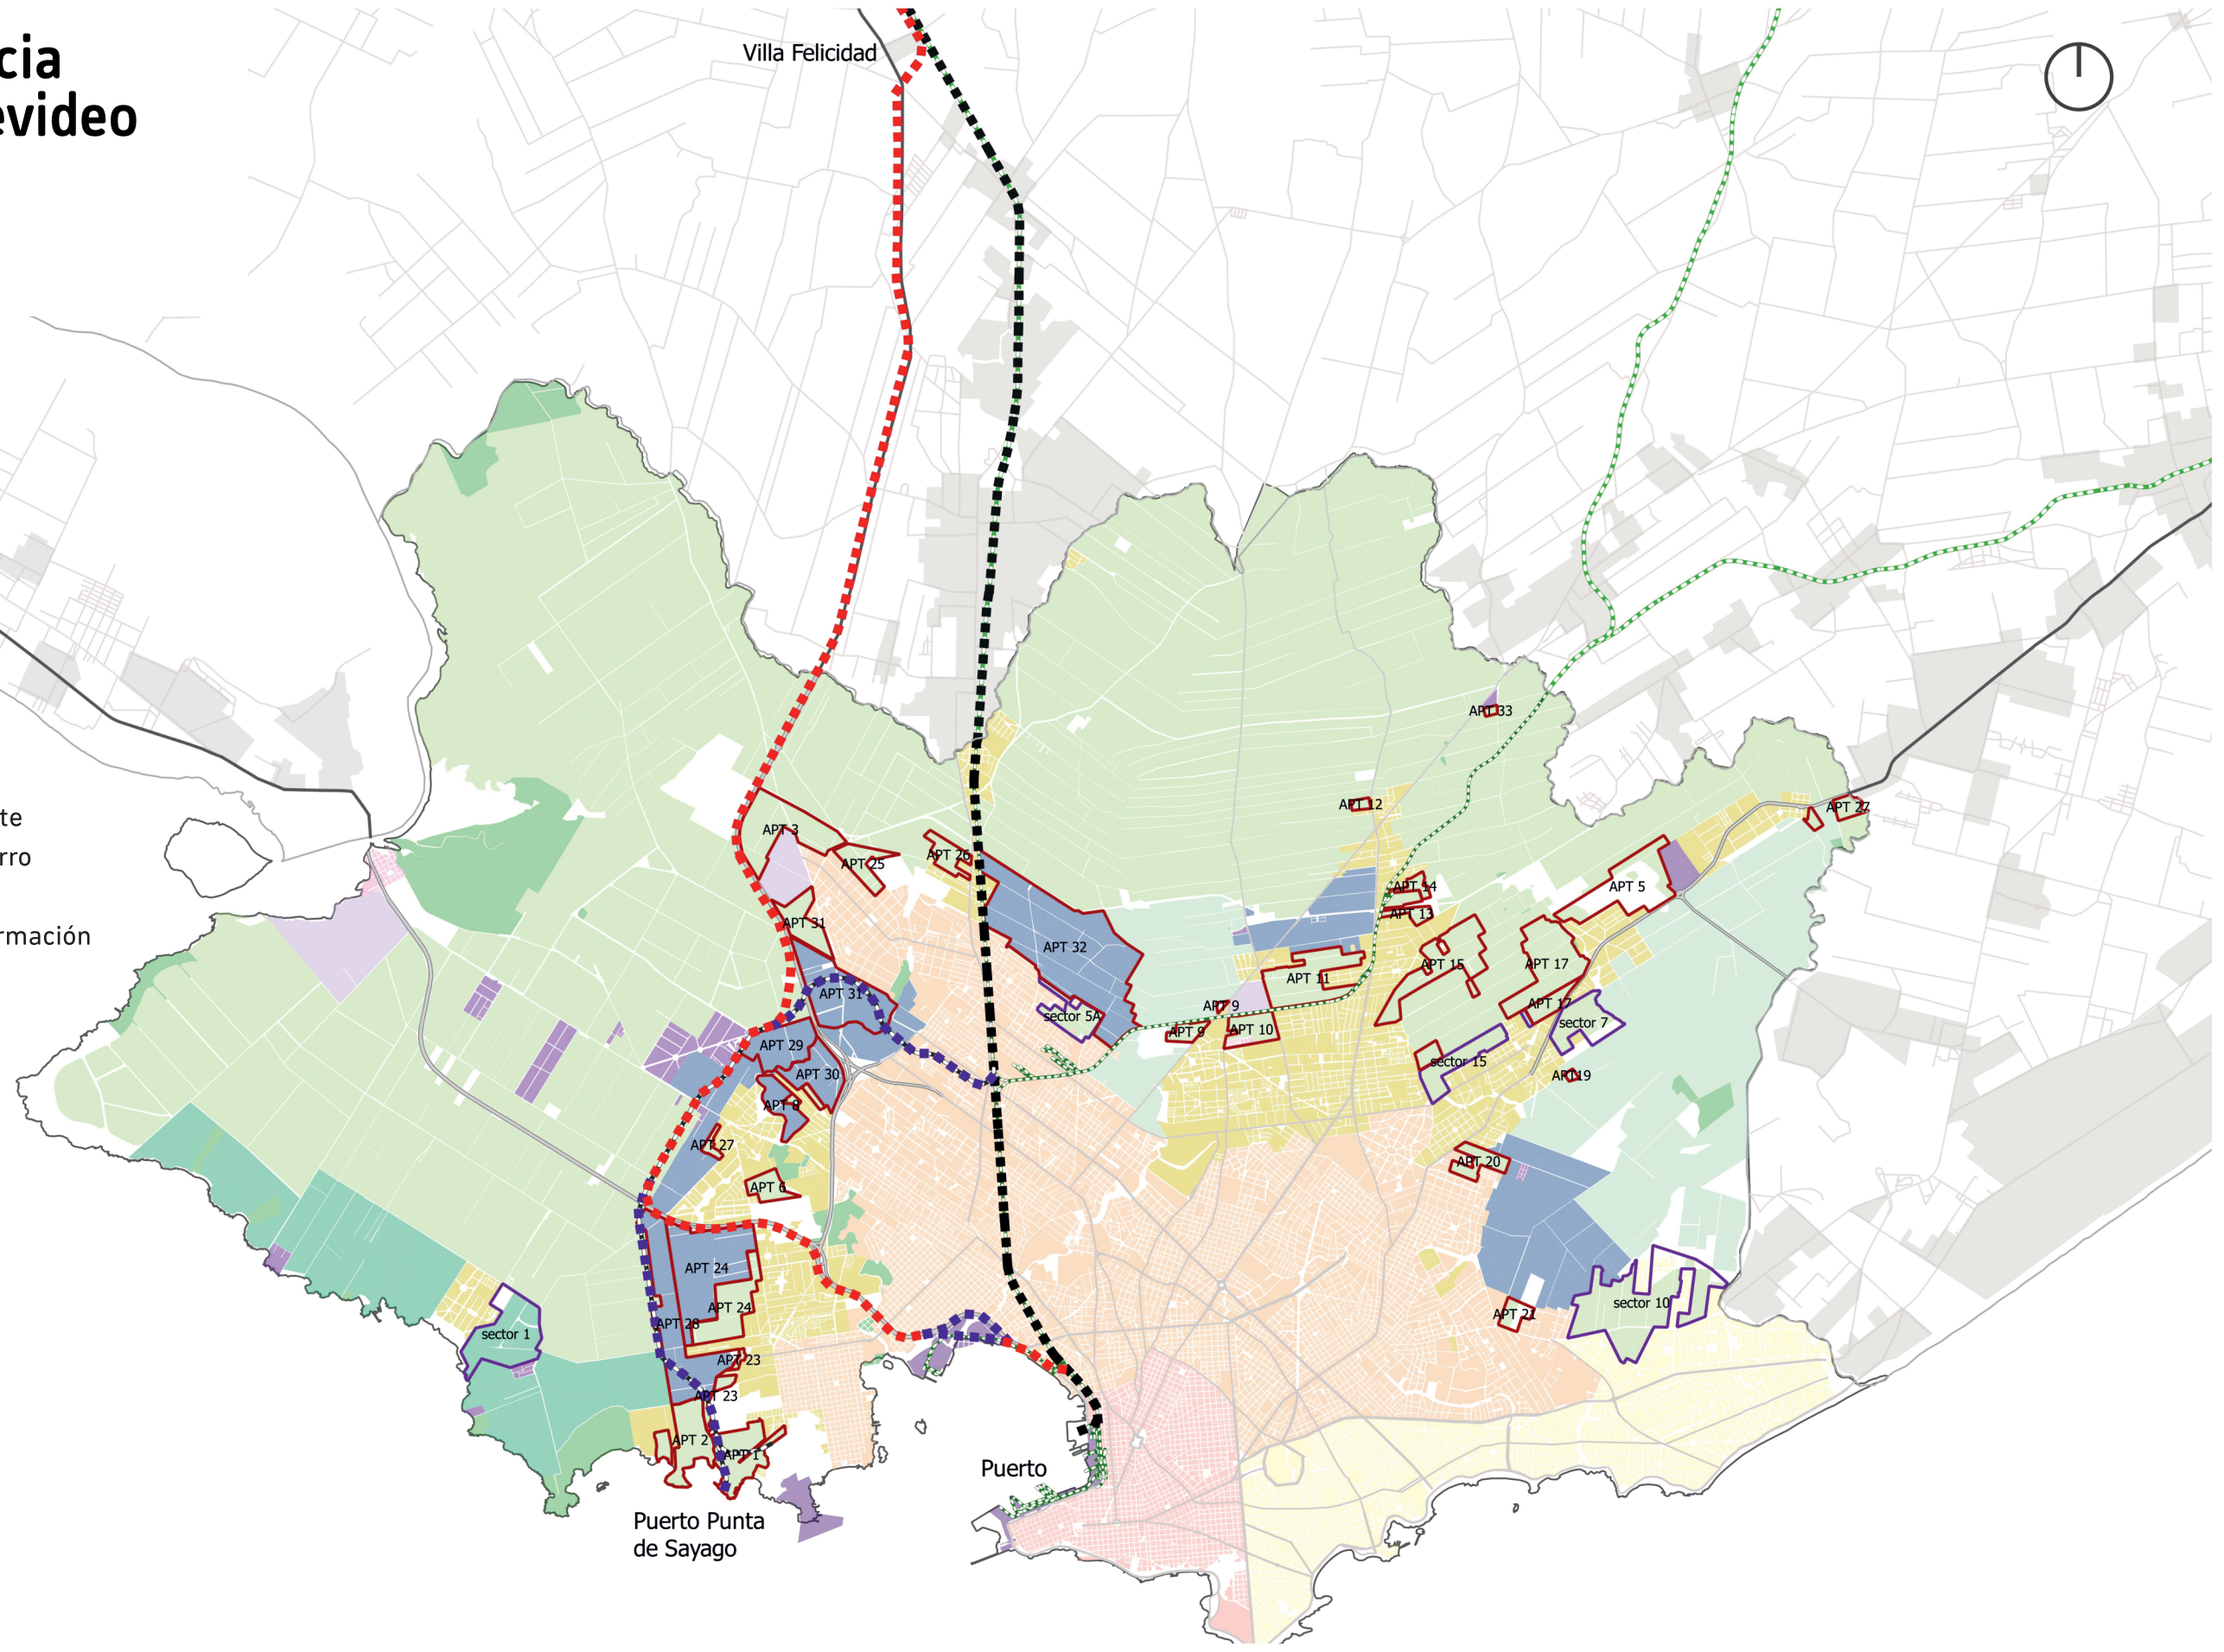 cia
evideo
Villa Felicidad
te
rro
rmación
APT 33
APT 12
APT 27
APT 3
APT 25
APT 26
APT 14
APT 13
APT 5
APT 31
APT 32
APT 15
APT 17
APT 11
APT 31
APT 9
APT 17
sector 5A
sector 7
APT 9
APT 10
APT 29
APT 30
sector 15
APT19
APT 8
APT 27
APT 20
APT 6
APT 24
APT 24
sector 10
APT 21
APT 28
sector 1
APT 23
APT 23
APT 2
APT 1
Puerto
Puerto Punta
de Sayago